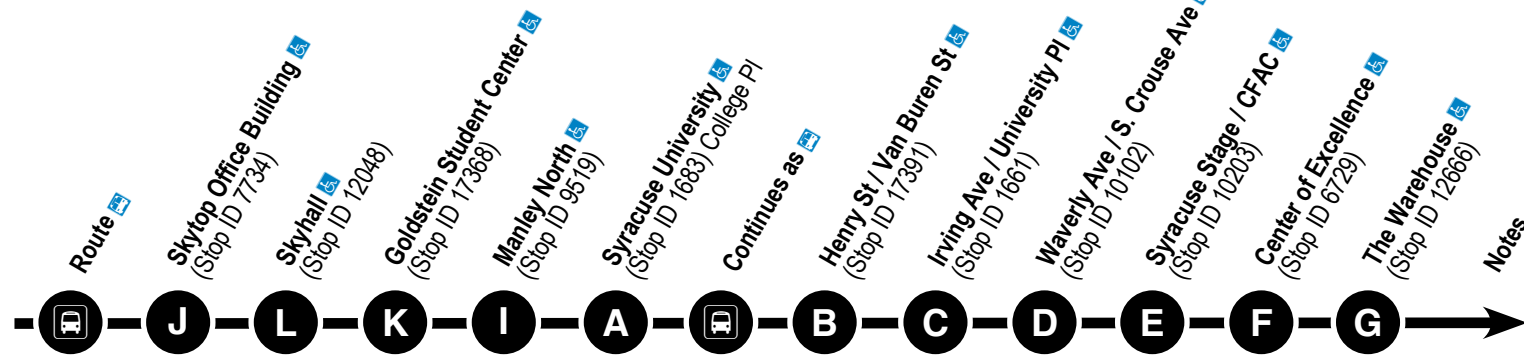 Route
Skytop Office Building
(Stop ID 7734)
Skyhall
(Stop ID 12048)
Goldstein Student Center
(Stop ID 17368)
Manley North
(Stop ID 9519)
Syracuse University
(Stop ID 1683) College Pl
Continues as
Henry St / Van Buren St
(Stop ID 17391)
Irving Ave / University Pl
(Stop ID 1661)
Waverly Ave / S. Crouse Ave
(Stop ID 10102)
Syracuse Stage / CFAC
(Stop ID 10203)
Center of Excellence
(Stop ID 6729)
The Warehouse
(Stop ID 12666)
Notes
J L K I A B C D E F G